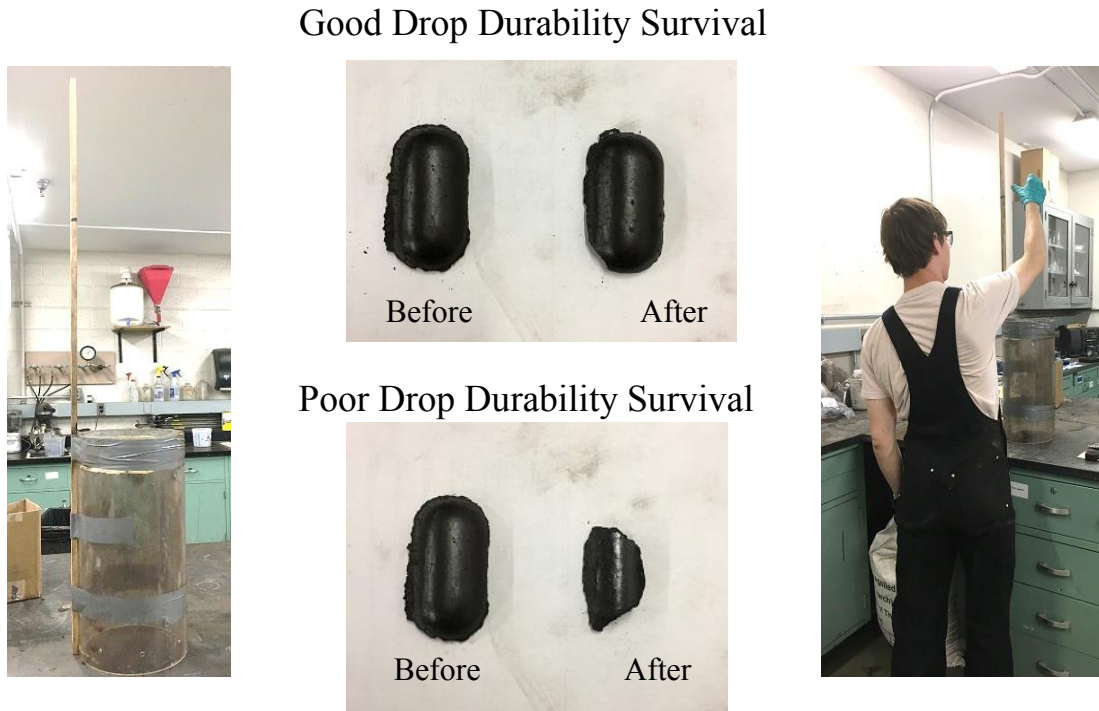 Good Drop Durability Survival
Before
After
Poor Drop Durability Survival
Before
After